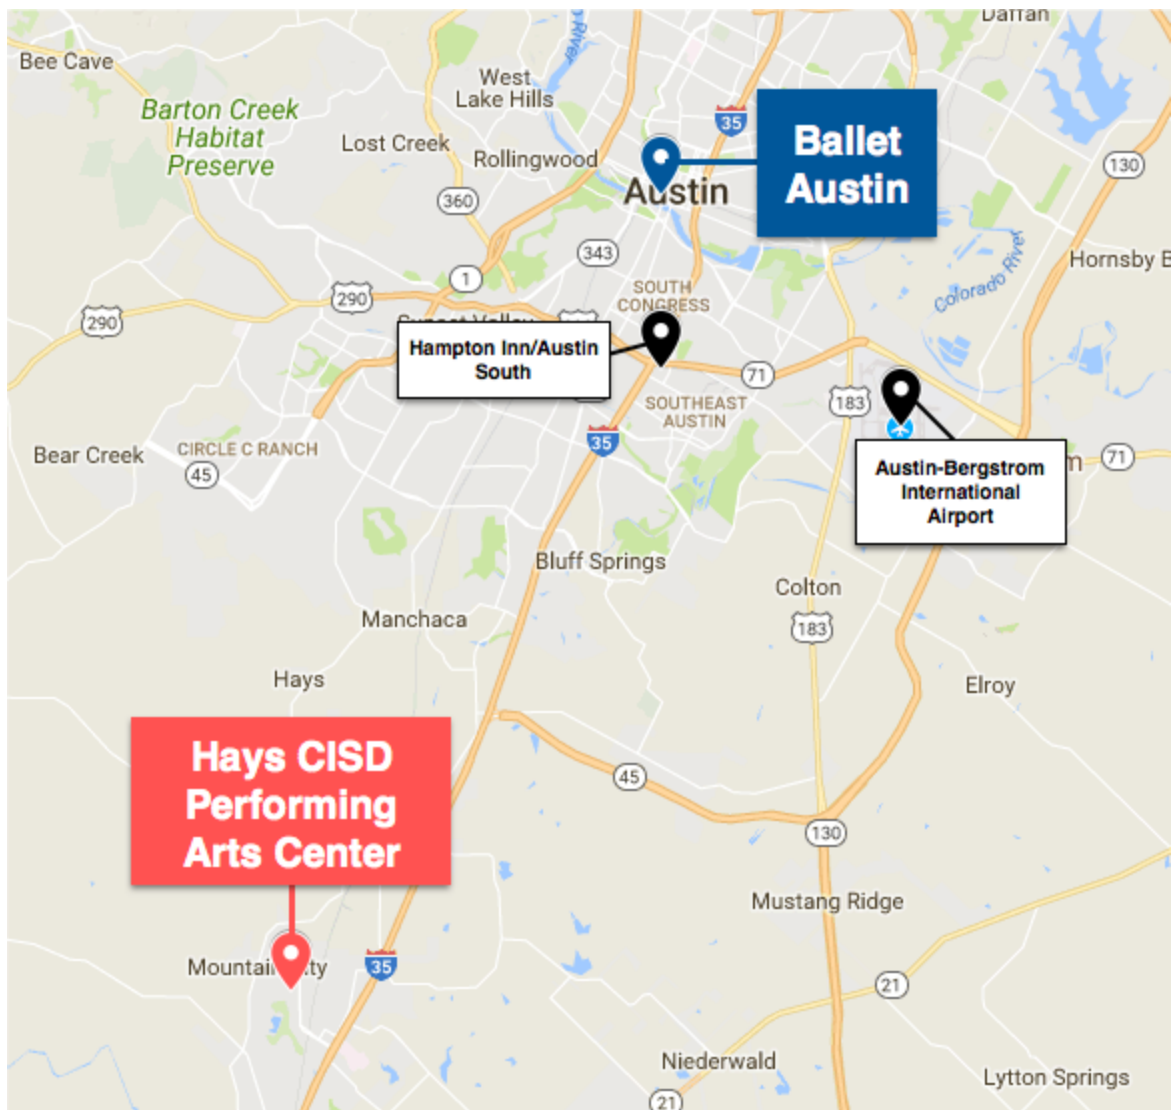 Daffan
Bee Cave
River
West
Lake Hills
Barton Creek
Habitat
Preserve
35
Ballet
Austin
Lost Creek
Rollingwood
130
Austin
360
343
Hornsby B
Colorado River
1
290
SOUTH
CONGRESS
290
Hampton Inn/Austin
South
71
183
SOUTHEAST
AUSTIN
35
CIRCLE C RANCH
Bear Creek
45
71
Austin-Bergstrom
International
Airport
Bluff Springs
Colton
Manchaca
183
Hays
Elroy
Hays CISD
Performing
Arts Center
45
130
Mustang Ridge
35
21
Niederwald
Lytton Springs
21